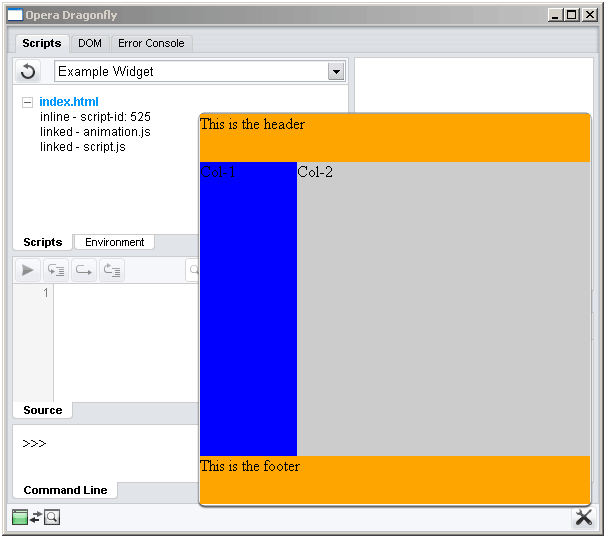 Opera Dragonfly
Scripts DOM Error Console
Example Widget
index.html
inline - script-id: 525
linked - animation.js
linked - script.js
This is the header
Col-1 Col-2
Scripts Environment
1
Source
>>>
This is the footer
Command Line